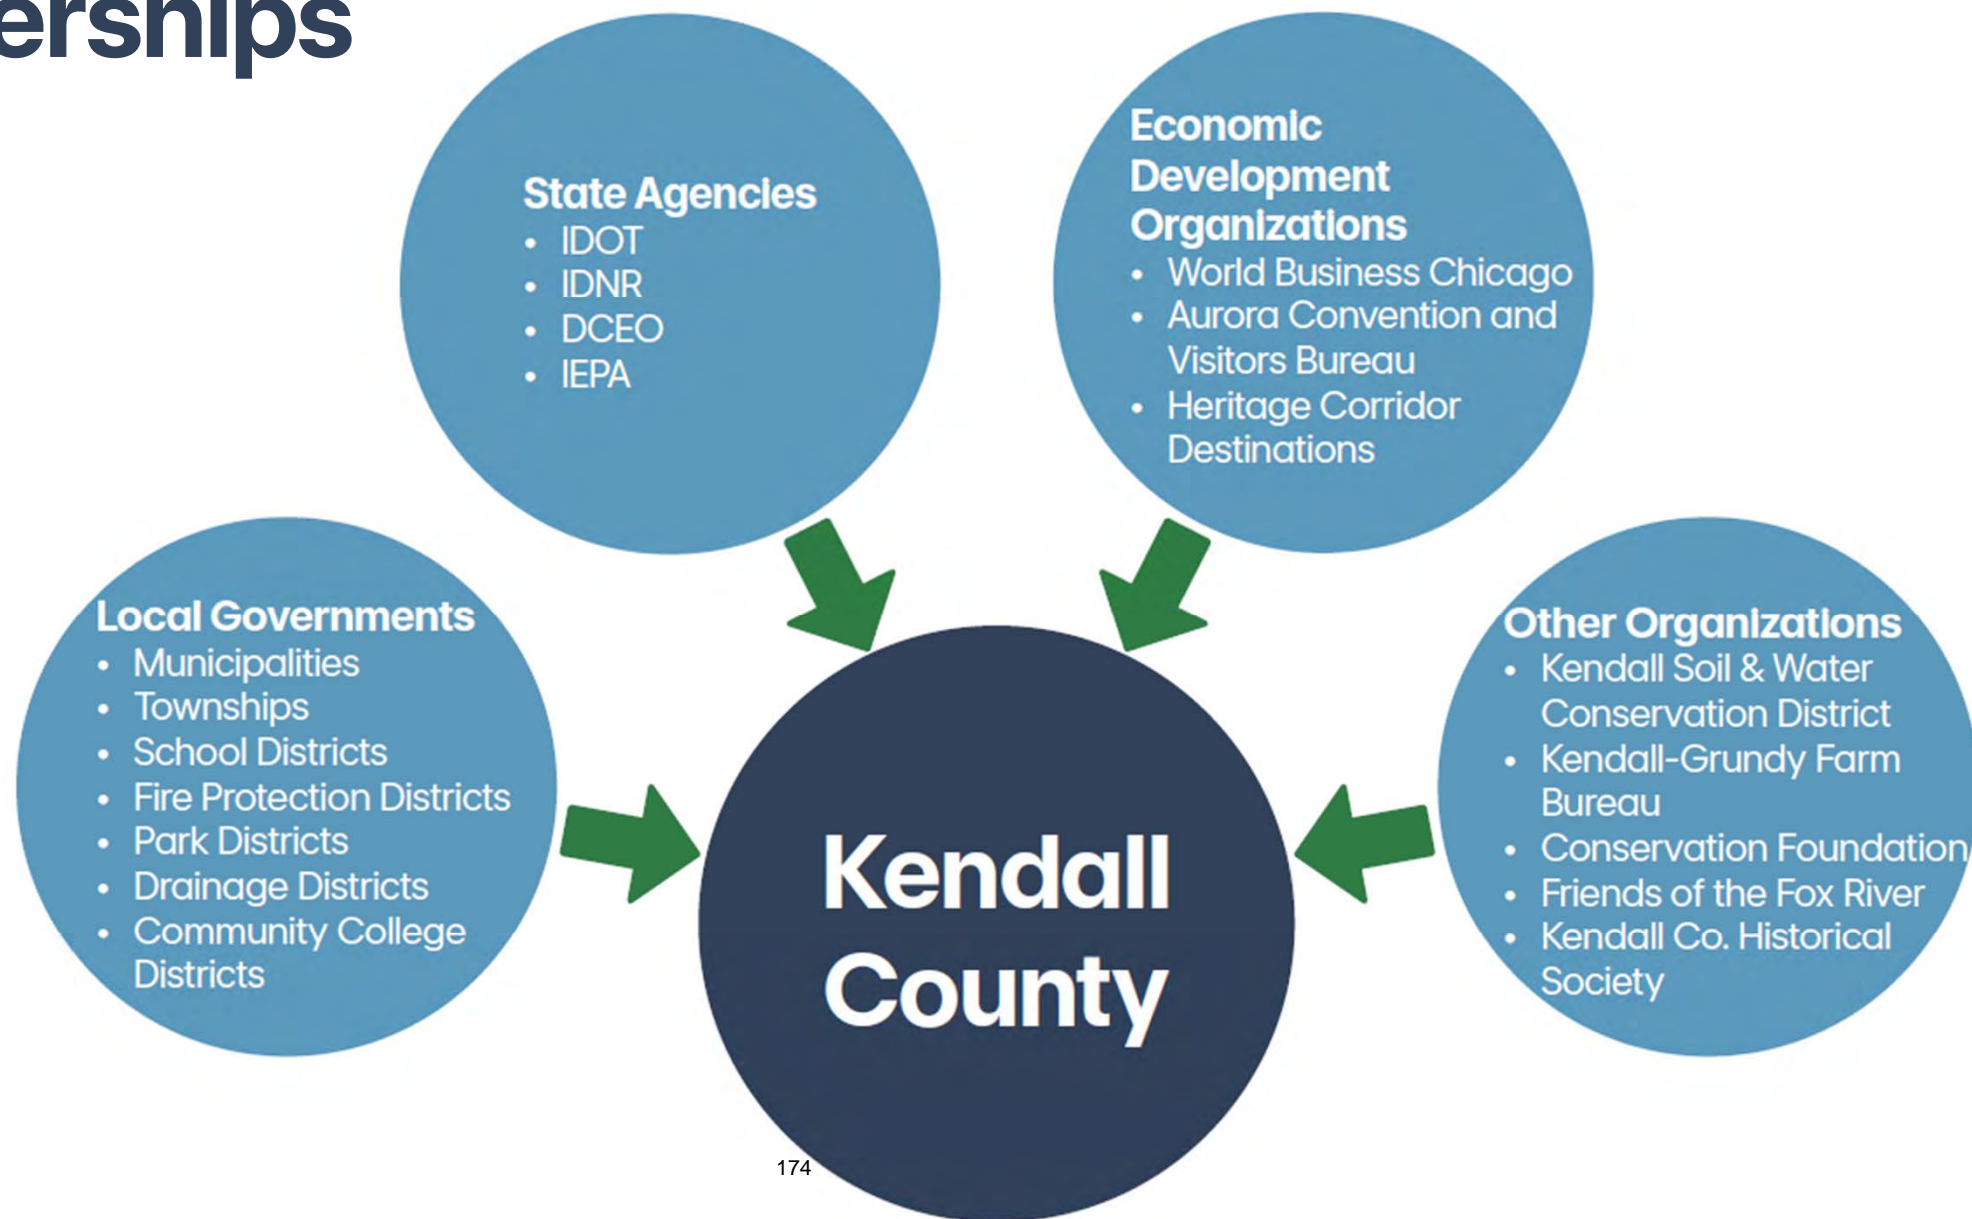 erships
State Agencies
• IDOT
• IDNR
• DCEO
• IEPA
Economic
Development
Organizations
• World Business Chicago
• Aurora Convention and
Visitors Bureau
• Heritage Corridor
Destinations
Local Governments
• Municipalities
• Townships
• School Districts
• Fire Protection Districts
• Park Districts
• Drainage Districts
• Community College
Districts
Other Organizations
• Kendall Soil & Water
Conservation District
• Kendall-Grundy Farm
Bureau
• Conservation Foundation
• Friends of the Fox River
• Kendall Co. Historical
Society
Kendall
County
174